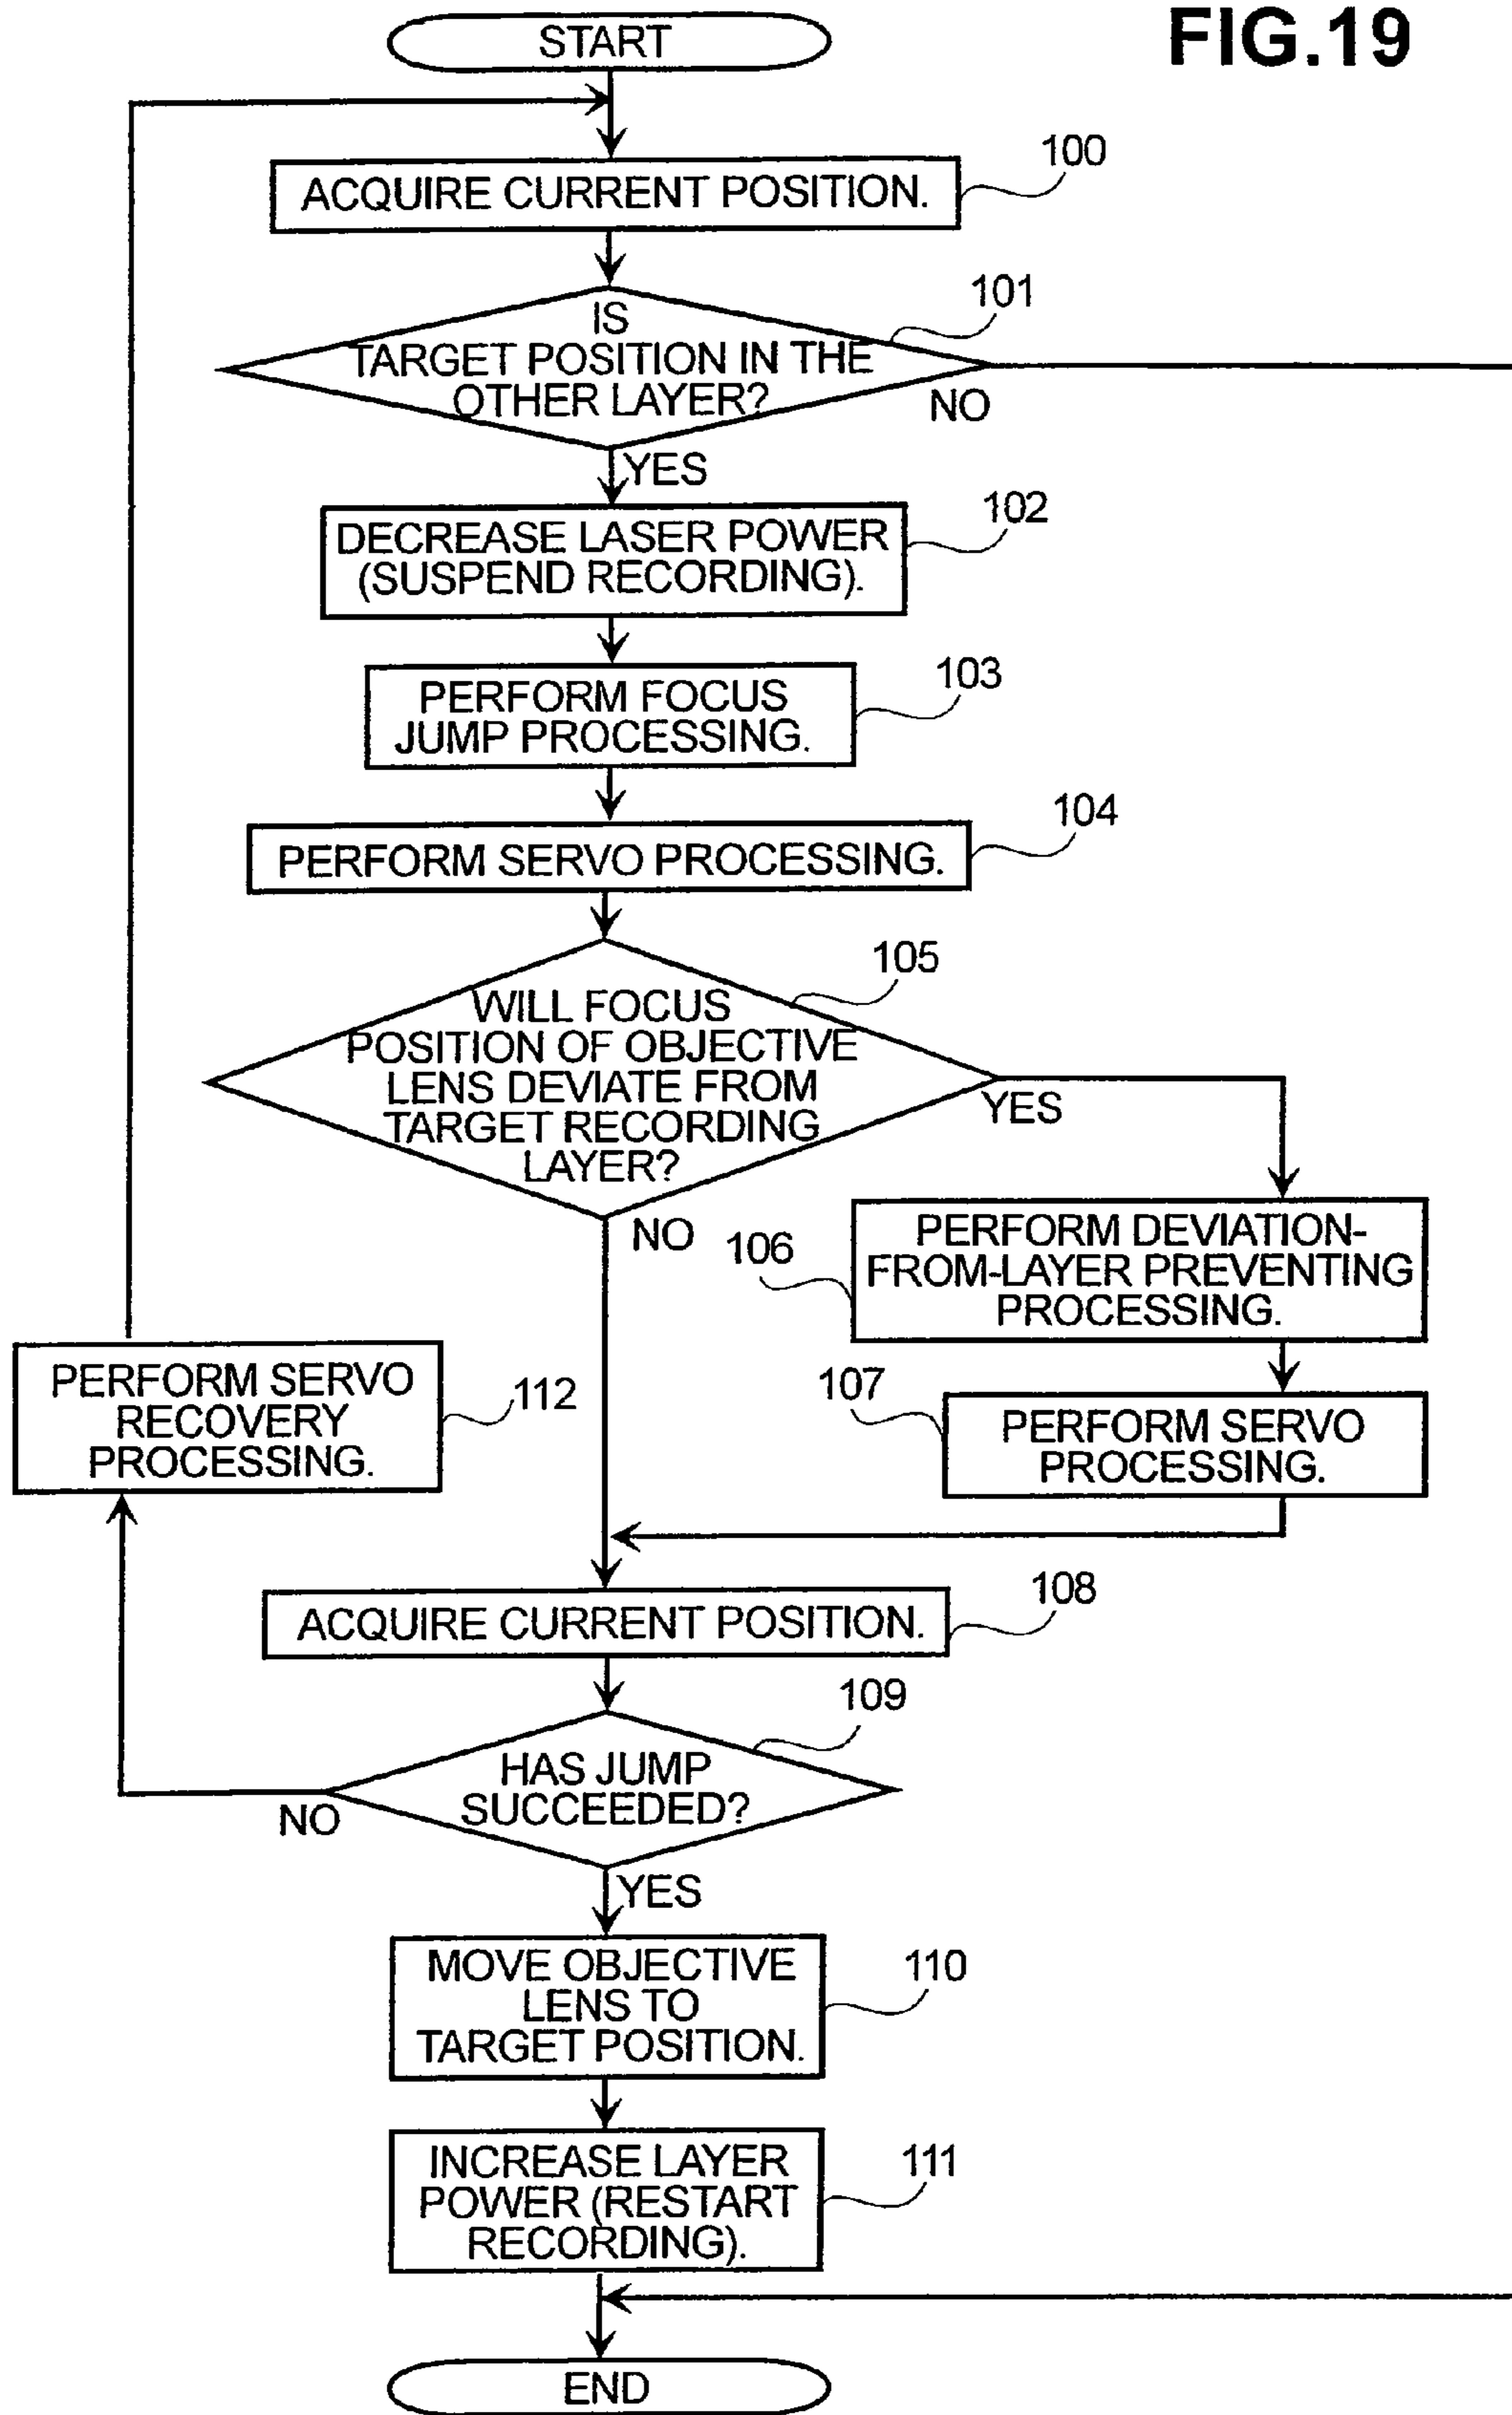 FIG.19
START
100
ACQUIRE CURRENT POSITION.
101
IS
TARGET POSITION IN THE
OTHER LAYER?
NO
YES
102
DECREASE LASER POWER
(SUSPEND RECORDING).
103
PERFORM FOCUS
JUMP PROCESSING.
104
PERFORM SERVO PROCESSING.
105
WILL FOCUS
POSITION OF OBJECTIVE
LENS DEVIATE FROM
TARGET RECORDING
LAYER?
YES
NO
106
PERFORM DEVIATION-
FROM-LAYER PREVENTING
PROCESSING.
107
PERFORM SERVO
PROCESSING.
PERFORM SERVO
RECOVERY
PROCESSING.
112
108
ACQUIRE CURRENT POSITION.
109
HAS JUMP
SUCCEEDED?
NO
YES
110
MOVE OBJECTIVE
LENS TO
TARGET POSITION.
111
INCREASE LAYER
POWER (RESTART
RECORDING).
END